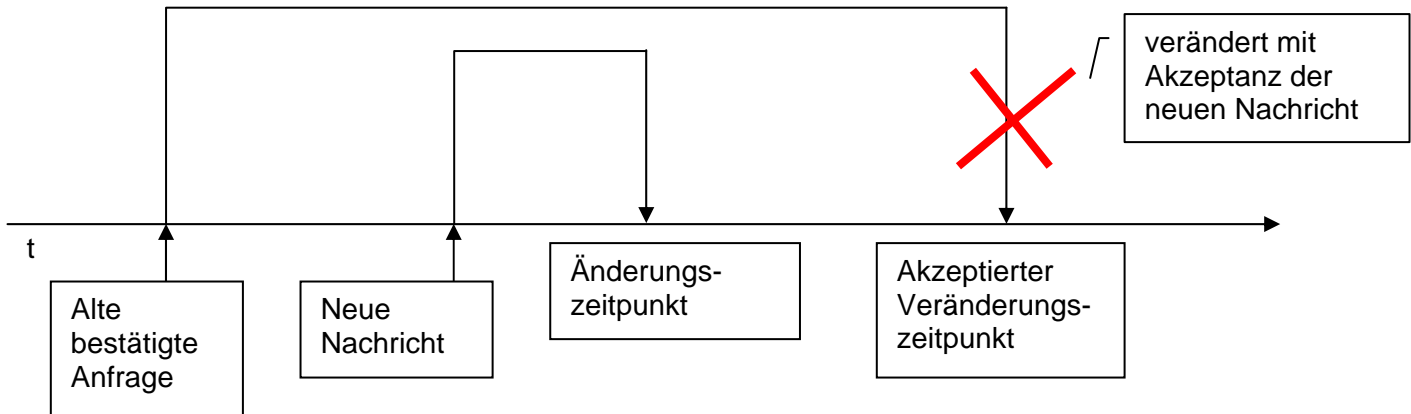 verändert mit
Akzeptanz der
neuen Nachricht
t
Alte
bestätigte
Anfrage
Neue
Nachricht
Änderungs-
zeitpunkt
Akzeptierter
Veränderungs-
zeitpunkt